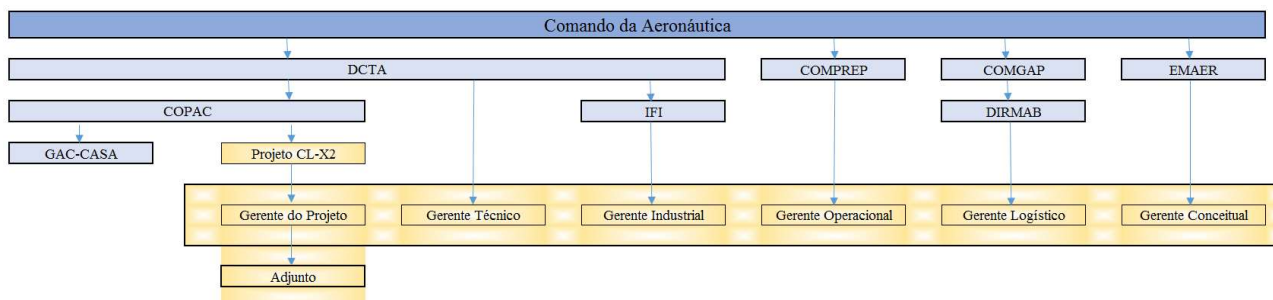 Comando da Aeronáutica
DCTA
COMPREP
COMGAP
EMAER
COPAC
IFI
DIRMAB
GAC-CASA
Projeto CL-X2
Gerente do Projeto
Gerente Técnico
Gerente Industrial
Gerente Operacional
Gerente Logístico
Gerente Conceitual
Adjunto